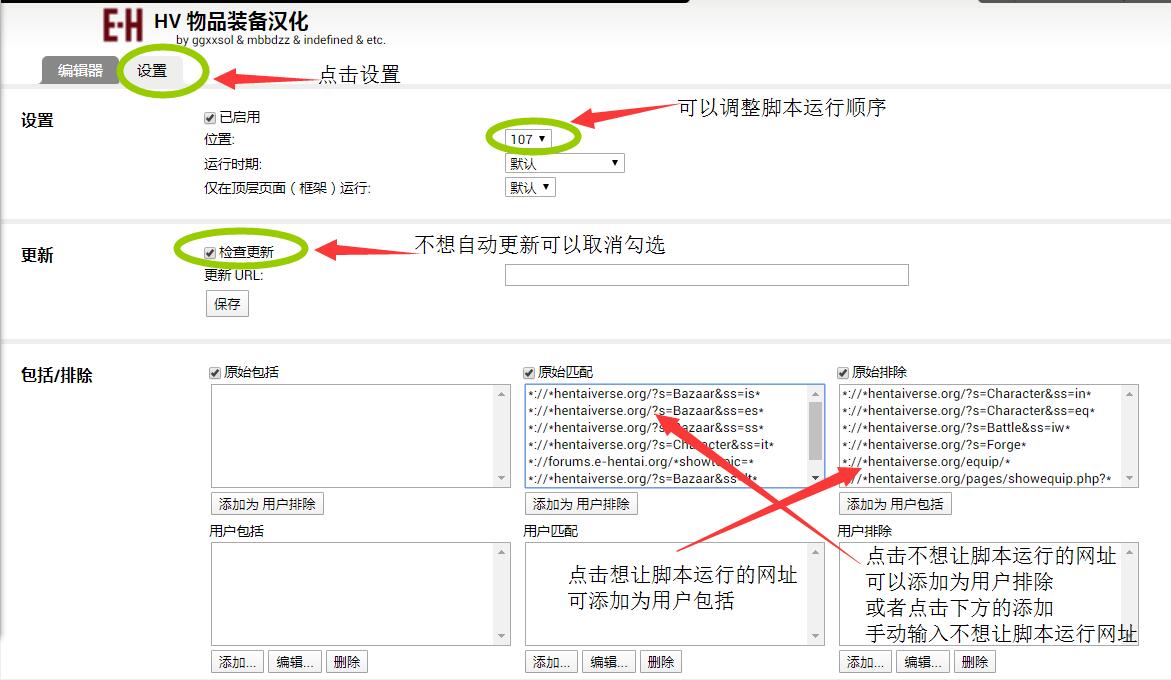 E-H HV 物品装备汉化
by ggxxsol & mbbdzz & indefined & etc.
编辑器 设置 点击设置
设置
已启用
可以调整脚本运行顺序
位置: 107
运行时期: 默认
仅在顶层页面（框架）运行: 默认
更新
检查更新 不想自动更新可以取消勾选
更新 URL:
保存
包括/排除
原始包括
原始匹配
*://*hentaiverse.org/?s=Bazaar&ss=is*
*://*hentaiverse.org/?s=Bazaar&ss=es*
*://*hentaiverse.org/?s=Bazaar&ss=ss*
*://*hentaiverse.org/?s=Character&ss=it*
*://forums.e-hentai.org/*showtopic=*
*://*hentaiverse.org/?s=Bazaar&ss=lt*
原始排除
*://*hentaiverse.org/?s=Character&ss=in*
*://*hentaiverse.org/?s=Character&ss=eq*
*://*hentaiverse.org/?s=Battle&ss=iw*
*://*hentaiverse.org/?s=Forge*
*://*hentaiverse.org/equip/*
*://*hentaiverse.org/pages/showequip.php?*
添加为 用户排除 添加为 用户排除 添加为 用户包括
用户包括 用户匹配 用户排除
点击想让脚本运行的网址
可添加为用户包括
点击不想让脚本运行的网址
可以添加为用户排除
或者点击下方的添加
手动输入不想让脚本运行网址
添加... 编辑... 删除 添加... 编辑... 删除 添加... 编辑... 删除